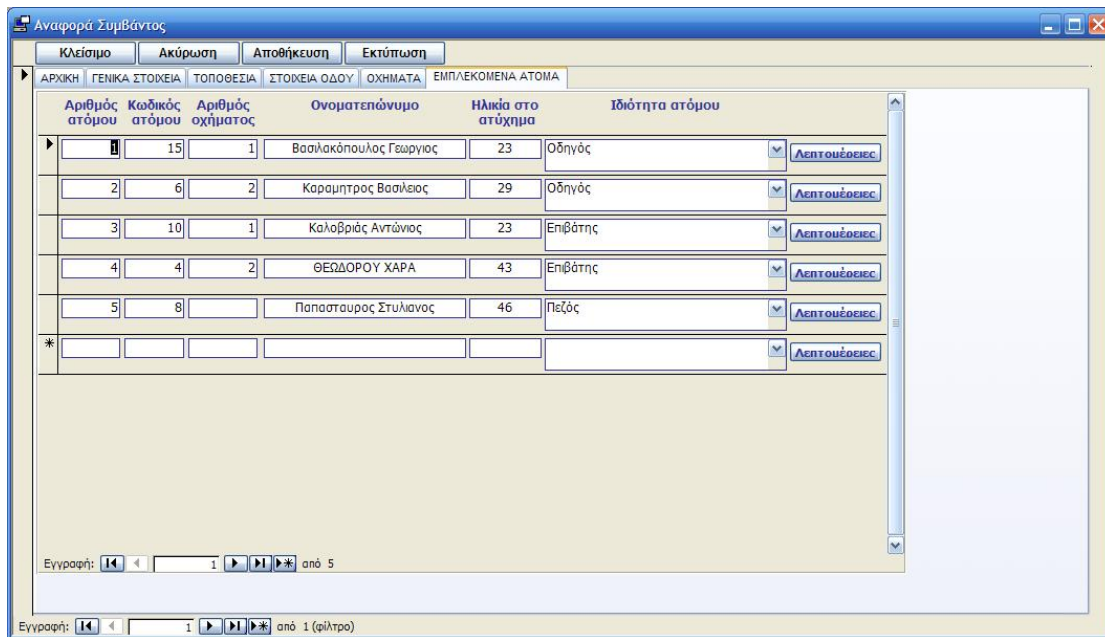 Αναφορά Συμβάντος
Κλείσιμο Ακύρωση Αποθήκευση Εκτύπωση
ΑΡΧΙΚΗ ΓΕΝΙΚΑ ΣΤΟΙΧΕΙΑ ΤΟΠΟΘΕΣΙΑ ΣΤΟΙΧΕΙΑ ΟΔΟΥ ΟΧΗΜΑΤΑ ΕΜΠΛΕΚΟΜΕΝΑ ΑΤΟΜΑ
Αριθμός Κωδικός Αριθμός Ονοματεπώνυμο Ηλικία στο Ιδιότητα ατόμου
ατόμου ατόμου οχήματος ατύχημα
1 15 1 Βασιλακόπουλος Γεωργιος 23 Οδηγός Λεπτομέρειες
2 6 2 Καραμητρος Βασιλειος 29 Οδηγός Λεπτομέρειες
3 10 1 Καλοβριάς Αντώνιος 23 Επιβάτης Λεπτομέρειες
4 4 2 ΘΕΩΔΟΡΟΥ ΧΑΡΑ 43 Επιβάτης Λεπτομέρειες
5 8 Παπασταυρος Στυλιανος 46 Πεζός Λεπτομέρειες
* Λεπτομέρειες
Εγγραφή: 1 από 5
Εγγραφή: 1 από 1 (φίλτρο)